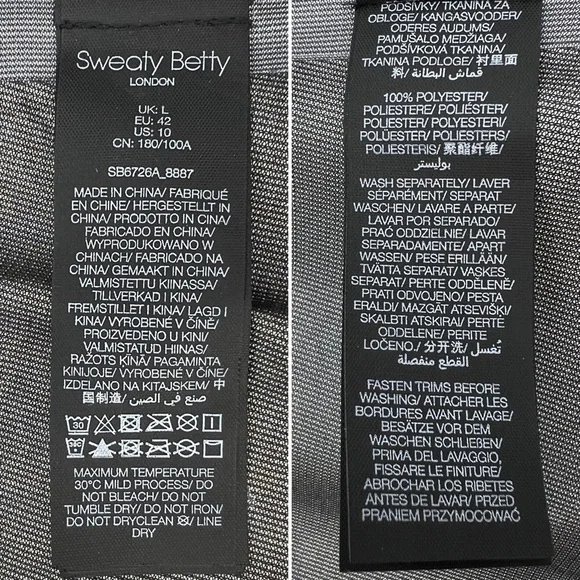 Sweaty Betty
LONDON
UK: L
EU: 42
US: 10
CN: 180/100A
SB6726A_8887
MADE IN CHINA/ FABRIQUÉ
EN CHINE/ HERGESTELLT IN
CHINA/ PRODOTTO IN CINA/
FABRICADO EN CHINA/
WYPRODUKOWANO W
CHINACH/ FABRICADO NA
CHINA/ GEMAAKT IN CHINA/
VALMISTETTU KIINASSA/
TILLVERKAD I KINA/
FREMSTILLET I KINA/ LAGD I
KINA/ VYROBENÉ V ČÍNĚ/
PROIZVEDENO U KINI/
VALMISTATUD HIINAS/
RAŽOTS ĶĪNĀ/ PAGAMINTA
KINIJOJE/ VYROBENÉ V ČÍNE/
IZDELANO NA KITAJSKEM/ 中
国制造/ صنع في الصين
30
MAXIMUM TEMPERATURE
30°C MILD PROCESS/ DO
NOT BLEACH/ DO NOT
TUMBLE DRY/ DO NOT IRON/
DO NOT DRYCLEAN/ LINE
DRY
PODŠÍVKY/ TKANINA ZA
OBLOGE/ KANGASVOODER/
ODERES AUDUMS/
PAMUŠALO MEDŽIAGA/
PODŠÍVKOVÁ TKANINA/
TKANINA PODLOGE/ 衬里面
料/ قماش البطانة
100% POLYESTER/
POLIESTERE/ POLIÉSTER/
POLIESTER/ POLYESTERI/
POLÜESTER/ POLIESTERS/
POLIESTERIS/ 聚酯纤维/
بوليستر
WASH SEPARATELY/ LAVER
SÉPARÉMENT/ SEPARAT
WASCHEN/ LAVARE A PARTE/
LAVAR POR SEPARADO/
PRAĆ ODDZIELNIE/ LAVAR
SEPARADAMENTE/ APART
WASSEN/ PESE ERILLÄÄN/
TVÄTTA SEPARAT/ VASKES
SEPARAT/ PERTE ODDĚLENĚ/
PRATI ODVOJENO/ PESTA
ERALDI/ MAZGĀT ATSEVIŠĶI/
SKALBTI ATSKIRAI/ PERTE
ODDELENE/ PERITE
LOČENO./ 分开洗/ تُغسل
القطع منفصلة
FASTEN TRIMS BEFORE
WASHING/ ATTACHER LES
BORDURES AVANT LAVAGE/
BESÄTZE VOR DEM
WASCHEN SCHLIEßEN/
PRIMA DEL LAVAGGIO,
FISSARE LE FINITURE/
ABROCHAR LOS RIBETES
ANTES DE LAVAR/ PRZED
PRANIEM PRZYMOCOWAĆ/